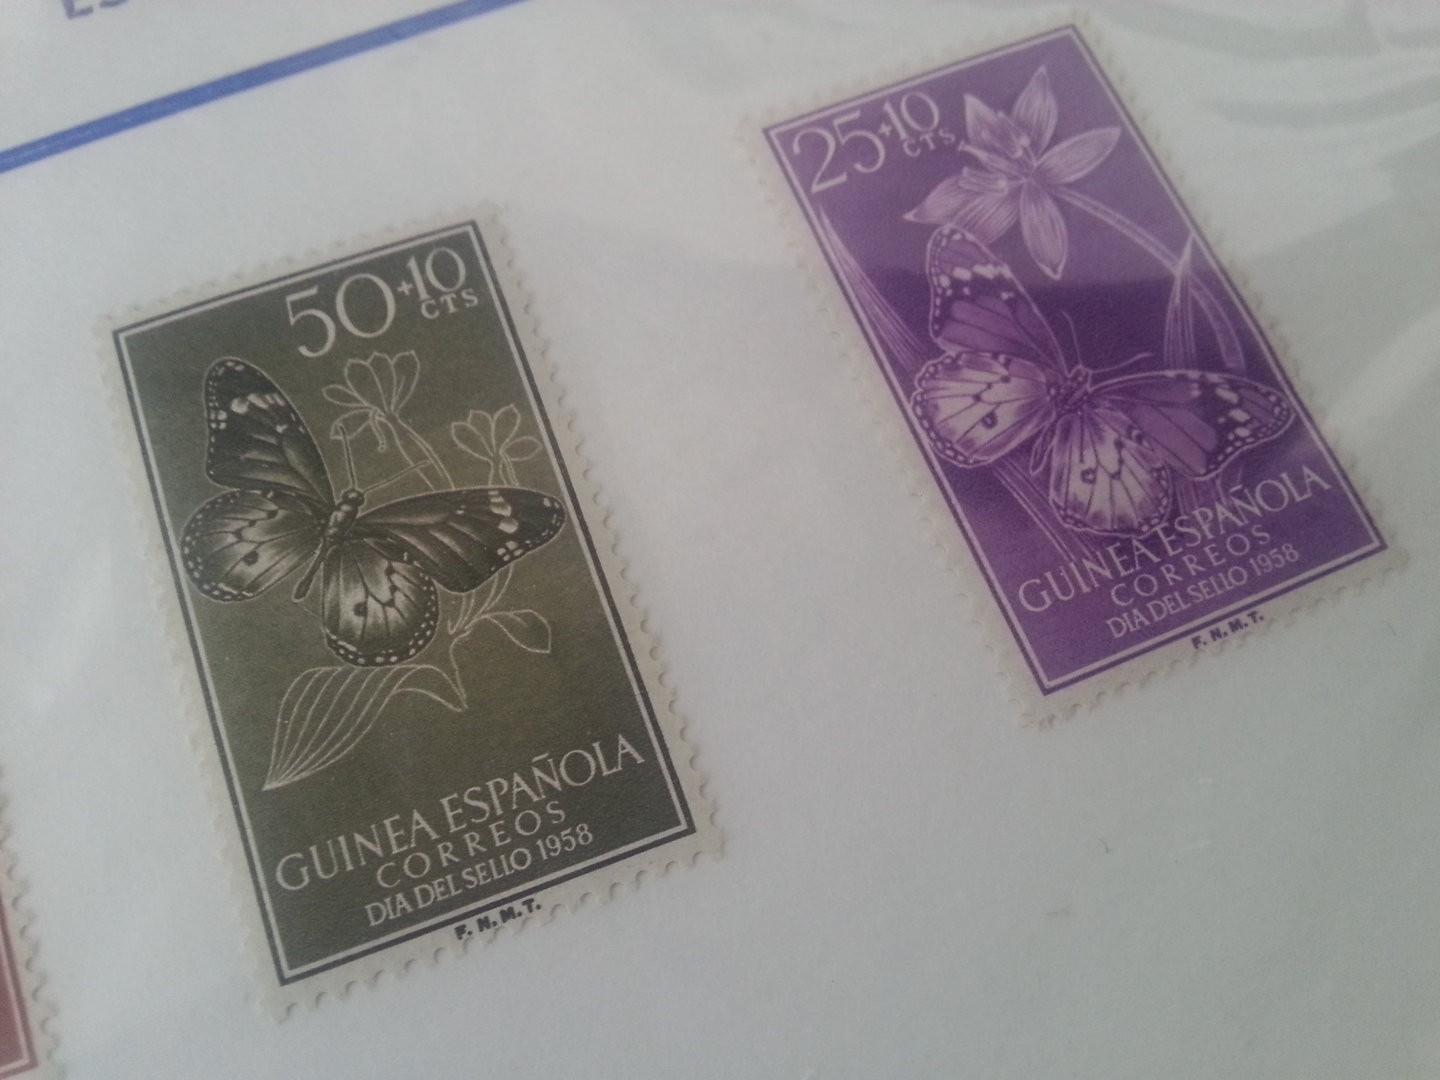 50+10
CTS
GUINEA ESPAÑOLA
CORREOS
DIA DEL SELLO 1958
F. N. M. T.
25+10
CTS.
GUINEA ESPAÑOLA
CORREOS
DIA DEL SELLO 1958
F. N. M. T.